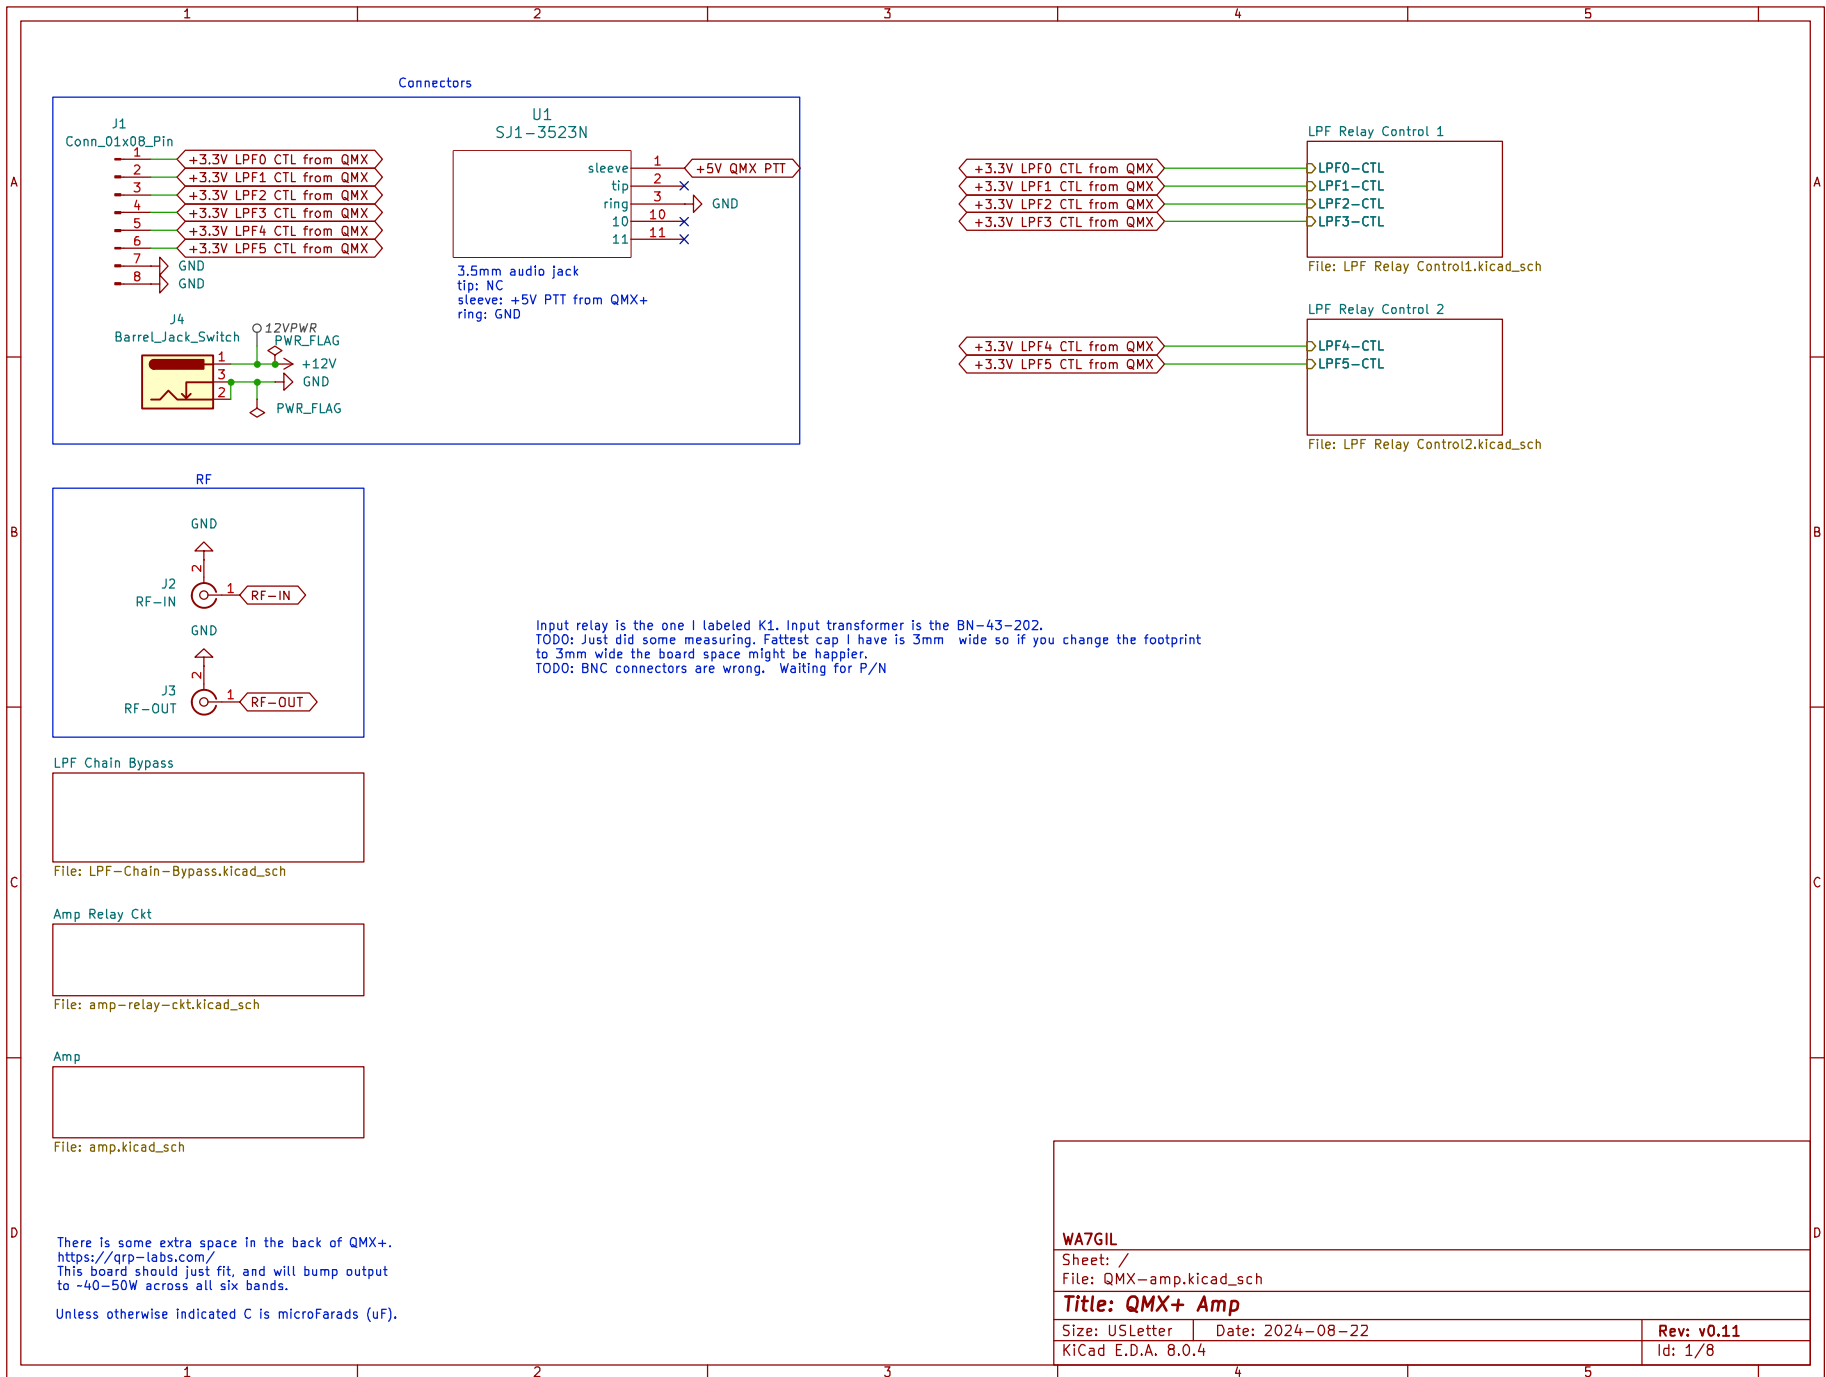 1 2 3 4 5
A
B
C
D
Connectors
J1
Conn_01x08_Pin
1 +3.3V LPF0 CTL from QMX
2 +3.3V LPF1 CTL from QMX
3 +3.3V LPF2 CTL from QMX
4 +3.3V LPF3 CTL from QMX
5 +3.3V LPF4 CTL from QMX
6 +3.3V LPF5 CTL from QMX
7 GND
8 GND
U1
SJ1-3523N
sleeve 1 +5V QMX PTT
tip 2
ring 3 GND
10 10
11 11
3.5mm audio jack
tip: NC
sleeve: +5V PTT from QMX+
ring: GND
J4
Barrel_Jack_Switch
12VPWR
PWR_FLAG
1 +12V
3 GND
2
PWR_FLAG
LPF Relay Control 1
+3.3V LPF0 CTL from QMX LPF0-CTL
+3.3V LPF1 CTL from QMX LPF1-CTL
+3.3V LPF2 CTL from QMX LPF2-CTL
+3.3V LPF3 CTL from QMX LPF3-CTL
File: LPF Relay Control1.kicad_sch
LPF Relay Control 2
+3.3V LPF4 CTL from QMX LPF4-CTL
+3.3V LPF5 CTL from QMX LPF5-CTL
File: LPF Relay Control2.kicad_sch
RF
GND
2
J2
RF-IN
1 RF-IN
GND
2
J3
RF-OUT
1 RF-OUT
Input relay is the one I labeled K1. Input transformer is the BN-43-202.
TODO: Just did some measuring. Fattest cap I have is 3mm  wide so if you change the footprint
to 3mm wide the board space might be happier.
TODO: BNC connectors are wrong.  Waiting for P/N
LPF Chain Bypass
File: LPF-Chain-Bypass.kicad_sch
Amp Relay Ckt
File: amp-relay-ckt.kicad_sch
Amp
File: amp.kicad_sch
There is some extra space in the back of QMX+.
https://qrp-labs.com/
This board should just fit, and will bump output
to ~40-50W across all six bands.
Unless otherwise indicated C is microFarads (uF).
WA7GIL
Sheet: /
File: QMX-amp.kicad_sch
Title: QMX+ Amp
Size: USLetter Date: 2024-08-22 Rev: v0.11
KiCad E.D.A. 8.0.4 Id: 1/8
A
B
C
D
1 2 3 4 5